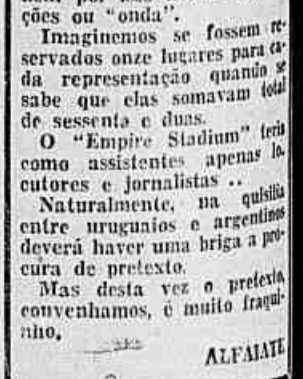 ções ou "onda".
Imaginemos se fossem re-
servados onze lugares para ca-
da representação quando se
sabe que elas somavam total
de sessenta e duas.
O "Empire Stadium" teria
como assistentes apenas lo-
cutores e jornalistas ..
Naturalmente, na quisilia
entre uruguaios e argentinos
deverá haver uma briga a pro-
cura de pretexto.
Mas desta vez o pretexto,
convenhamos, é muito fraqui-
nho.
ALFAIATE